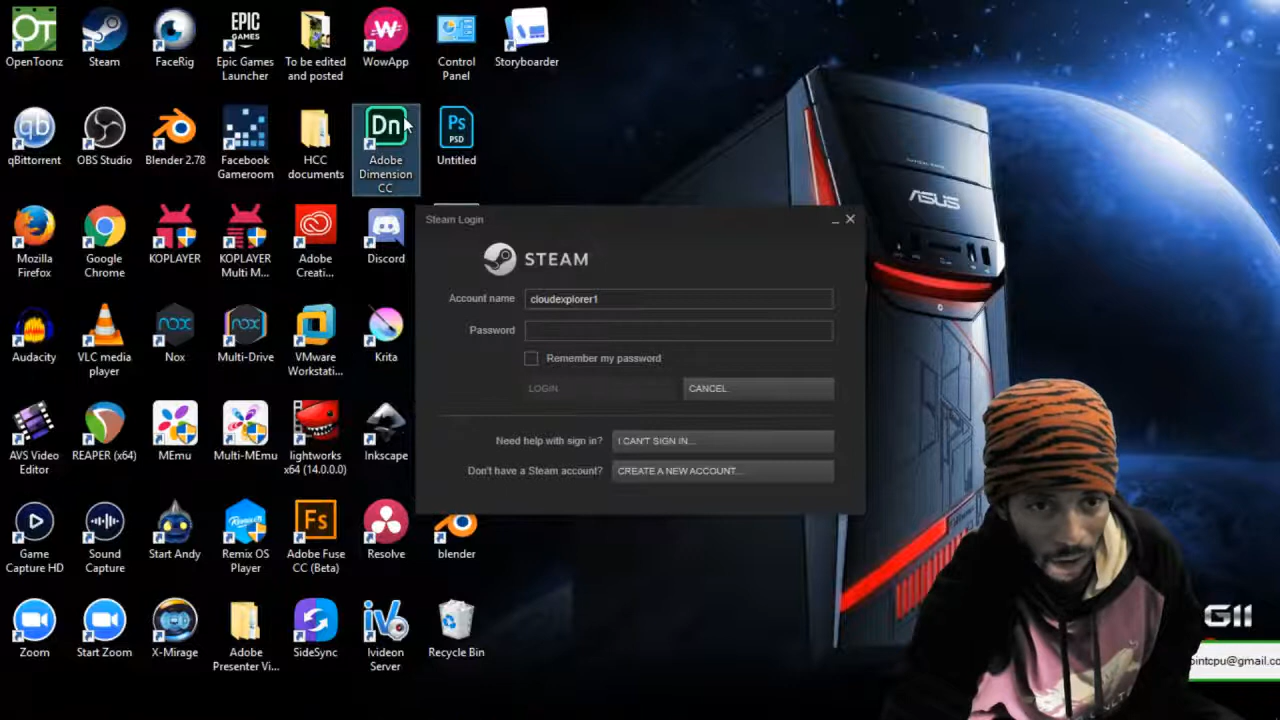 OpenToonz
Steam
FaceRig
EPIC
GAMES
Epic Games
Launcher
To be edited
and posted
WowApp
Control
Panel
Storyboarder
qb
qBittorrent
OBS Studio
Blender 2.78
Facebook
Gameroom
HCC
documents
Dn
Adobe
Dimension
CC
Ps
PSD
Untitled
ASUS
Mozilla
Firefox
Google
Chrome
KOPLAYER
KOPLAYER
Multi M...
Adobe
Creati...
Discord
Steam Login
STEAM
Account name
cloudexplorer1
Password
Remember my password
LOGIN
CANCEL
Need help with sign in?
I CAN'T SIGN IN...
Don't have a Steam account?
CREATE A NEW ACCOUNT...
Audacity
VLC media
player
nox
Nox
nox
Multi-Drive
VMware
Workstati...
Krita
AVS Video
Editor
REAPER (x64)
MEmu
Multi-MEmu
lightworks
x64 (14.0.0.0)
Inkscape
Game
Capture HD
Sound
Capture
Start Andy
Remix OS
Player
Fs
Adobe Fuse
CC (Beta)
Resolve
blender
Zoom
Start Zoom
X-Mirage
Adobe
Presenter Vi...
SideSync
Ivideon
Server
Recycle Bin
G11
ointcpu@gmail.co